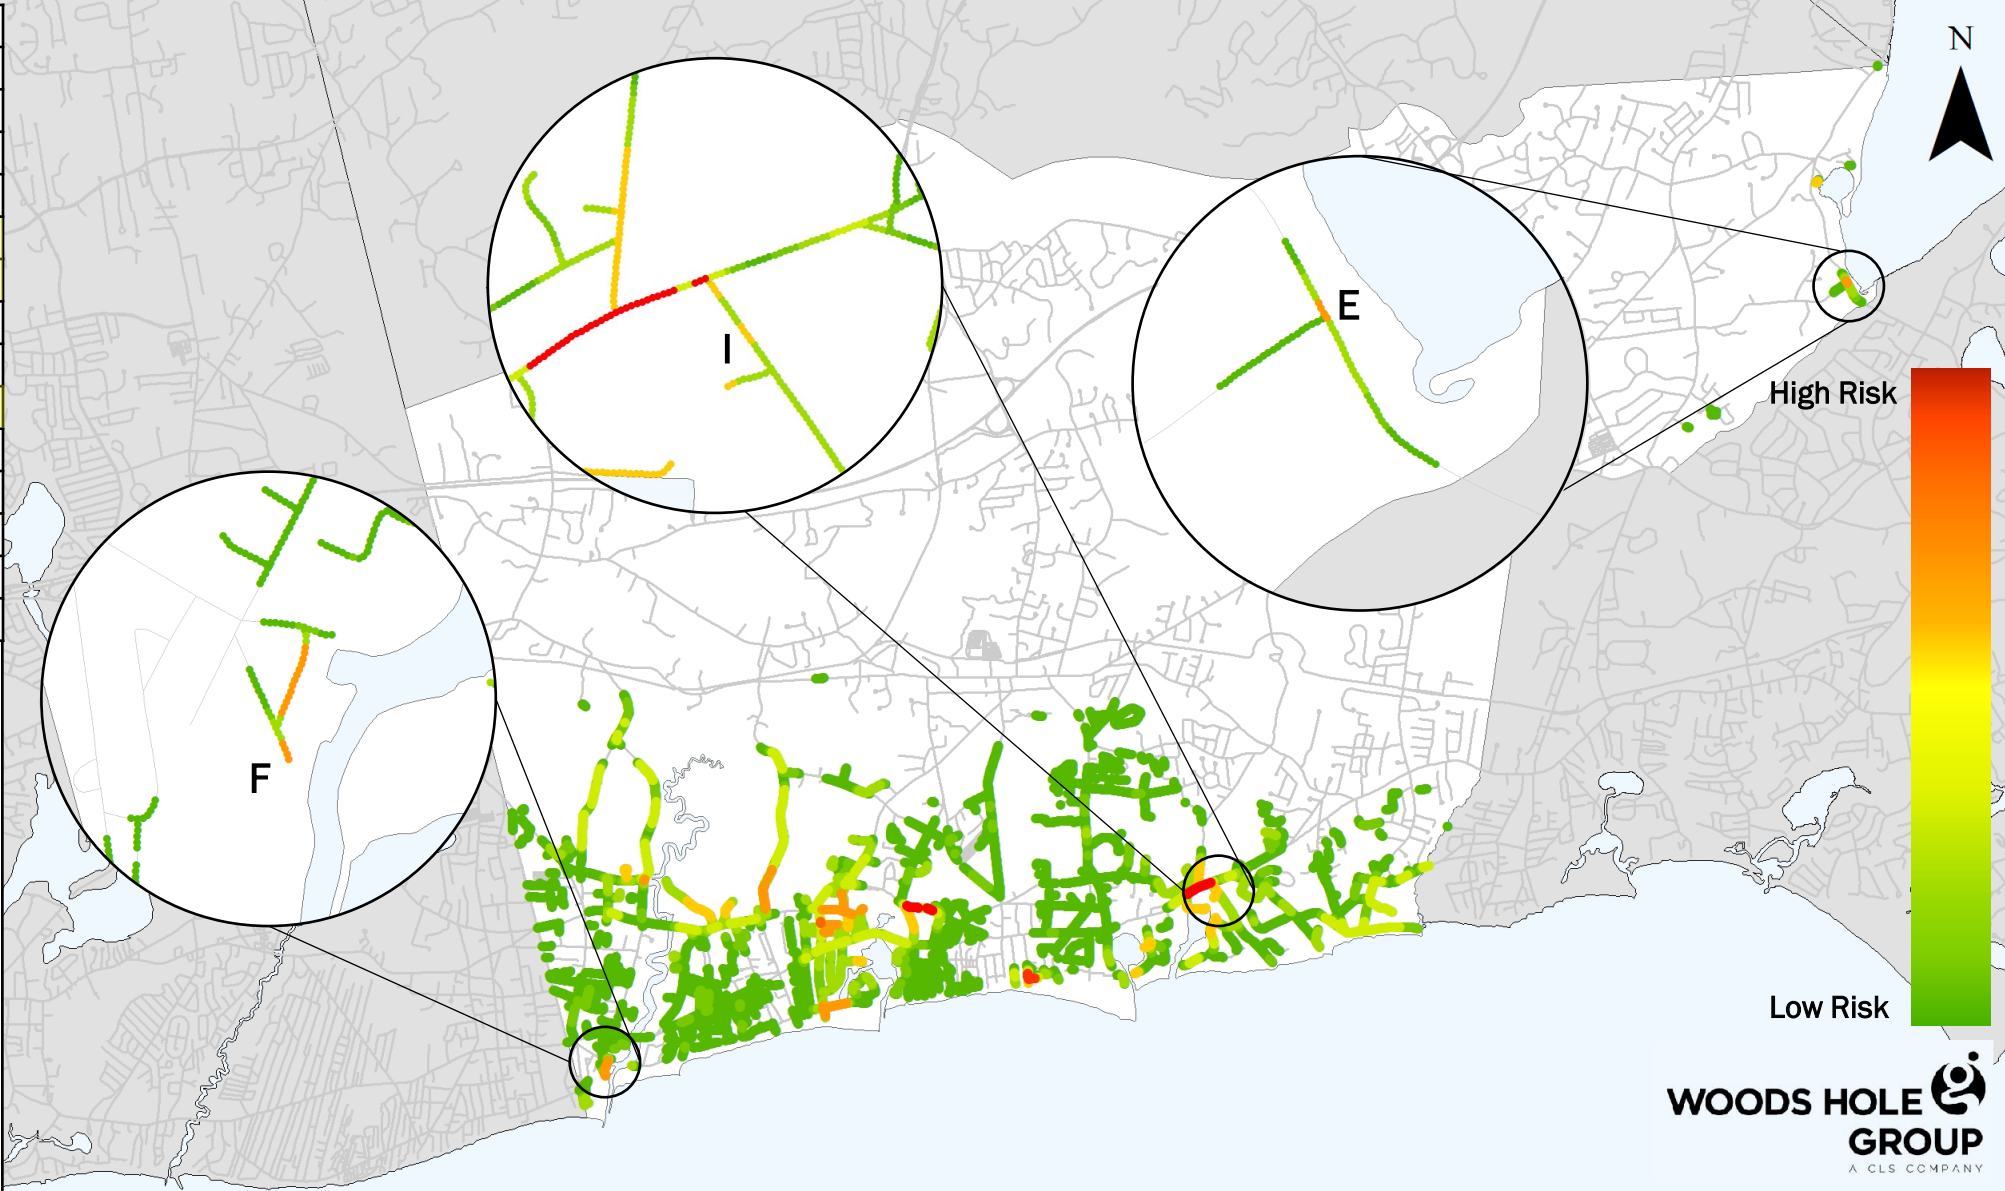 N
I
E
High Risk
F
Low Risk
WOODS HOLE
GROUP
A CLS COMPANY